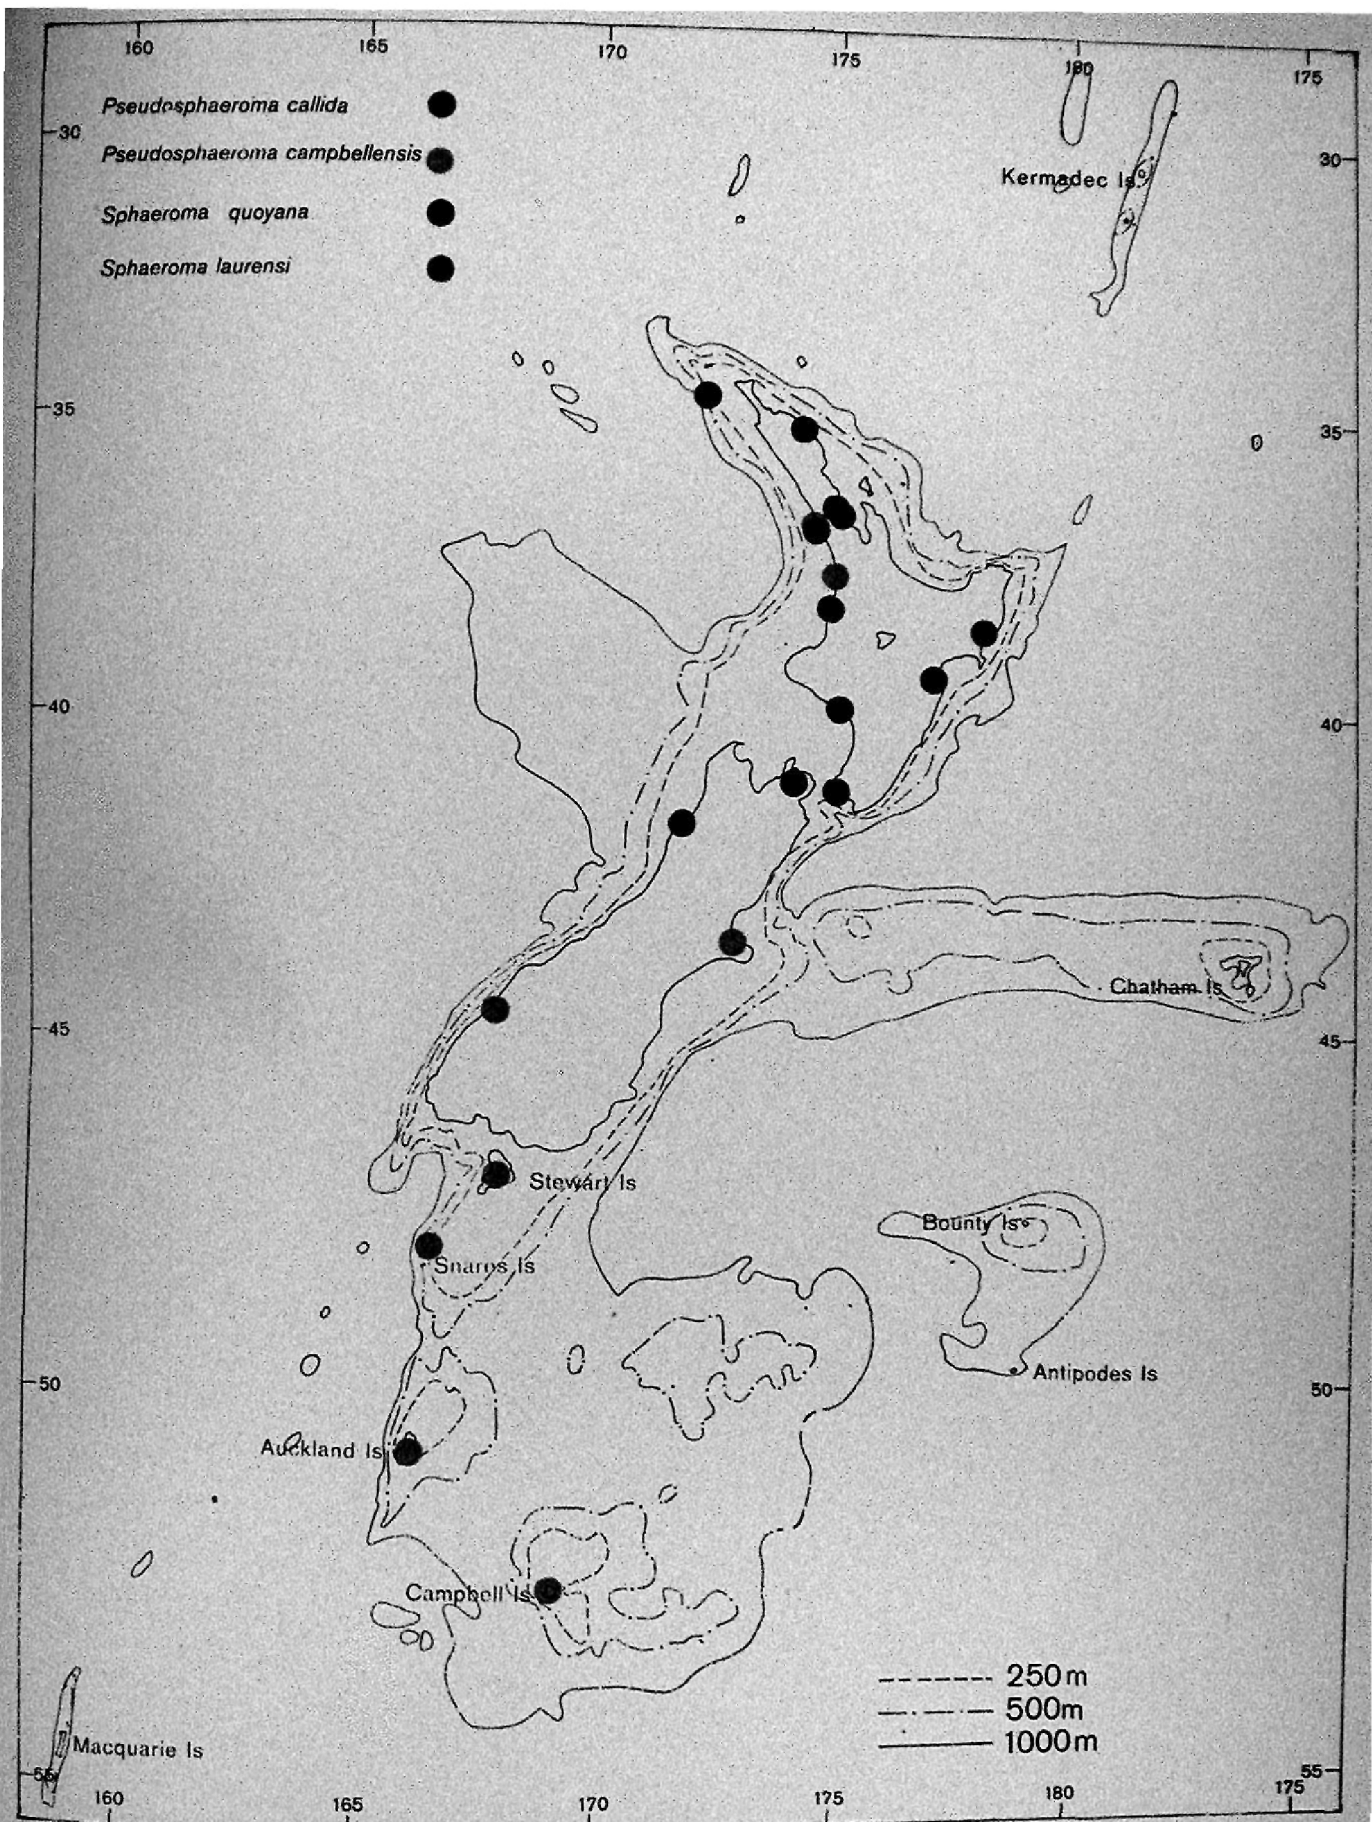 160 165 170 175 180 175
Pseudosphaeroma callida
30
Pseudosphaeroma campbellensis
30
Kermadec Is
Sphaeroma quoyana
Sphaeroma laurensi
35
35
40
40
Chatham Is
45
45
Stewart Is
Bounty Is
Snares Is
Antipodes Is
50
50
Auckland Is
Campbell Is
250m
500m
1000m
Macquarie Is
55
55
160 165 170 175 180 175